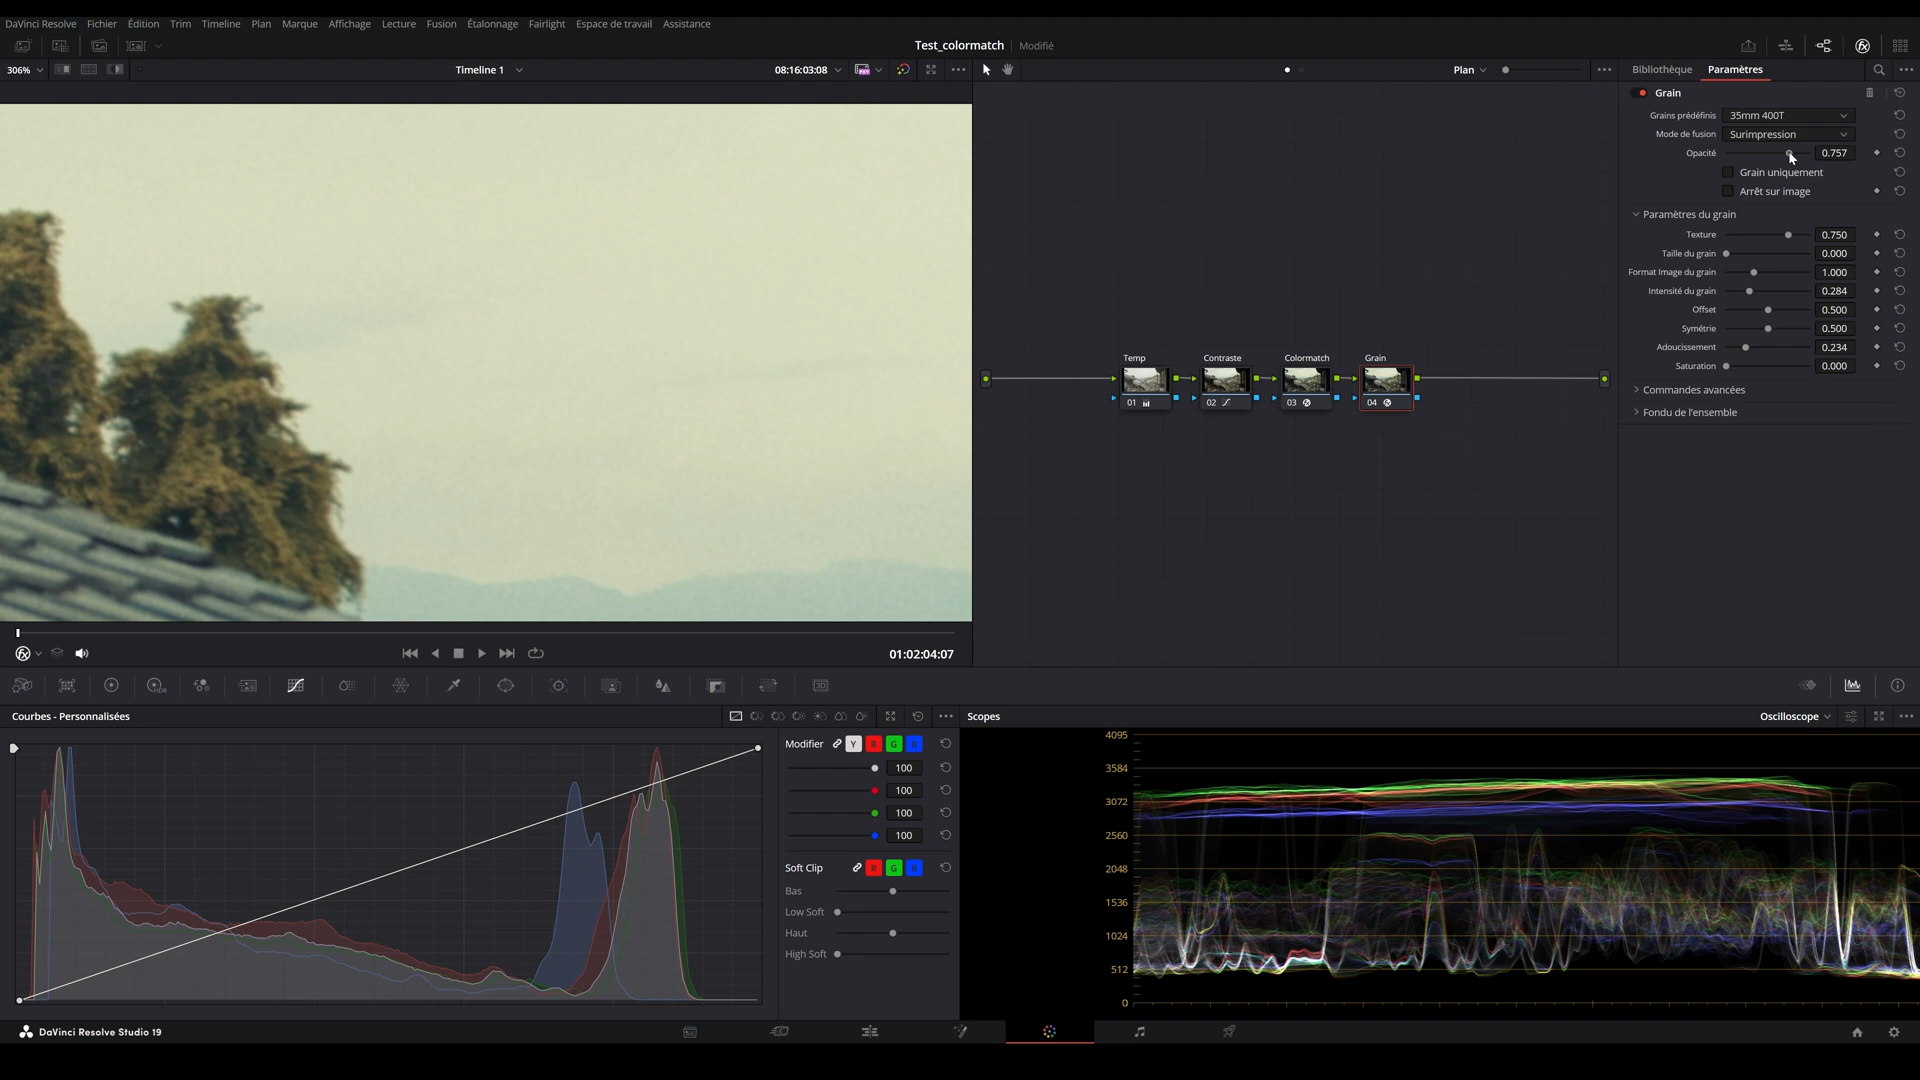 DaVinci Resolve Fichier Édition Trim Timeline Plan Marque Affichage Lecture Fusion Étalonnage Fairlight Espace de travail Assistance
Test_colormatch Modifié
306% Timeline 1 08:16:03:08 Plan Bibliothèque Paramètres
Grain
Grains prédéfinis 35mm 400T
Mode de fusion Surimpression
Opacité 0.757
Grain uniquement
Arrêt sur image
Paramètres du grain
Texture 0.750
Taille du grain 0.000
Format Image du grain 1.000
Intensité du grain 0.284
Offset 0.500
Symétrie 0.500
Adoucissement 0.234
Saturation 0.000
Commandes avancées
Fondu de l'ensemble
Temp Contraste Colormatch Grain
01 02 03 04
01:02:04:07
Courbes - Personnalisées
Modifier Y R G B
100
100
100
100
Soft Clip R G B
Bas
Low Soft
Haut
High Soft
Scopes Oscilloscope
4095
3584
3072
2560
2048
1536
1024
512
0
DaVinci Resolve Studio 19